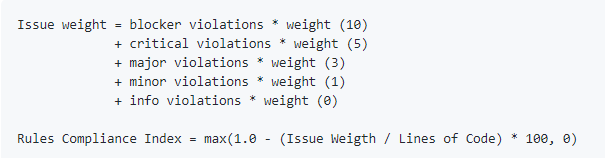 Issue weight = blocker violations * weight (10)
+ critical violations * weight (5)
+ major violations * weight (3)
+ minor violations * weight (1)
+ info violations * weight (0)
Rules Compliance Index = max(1.0 - (Issue Weigth / Lines of Code) * 100, 0)